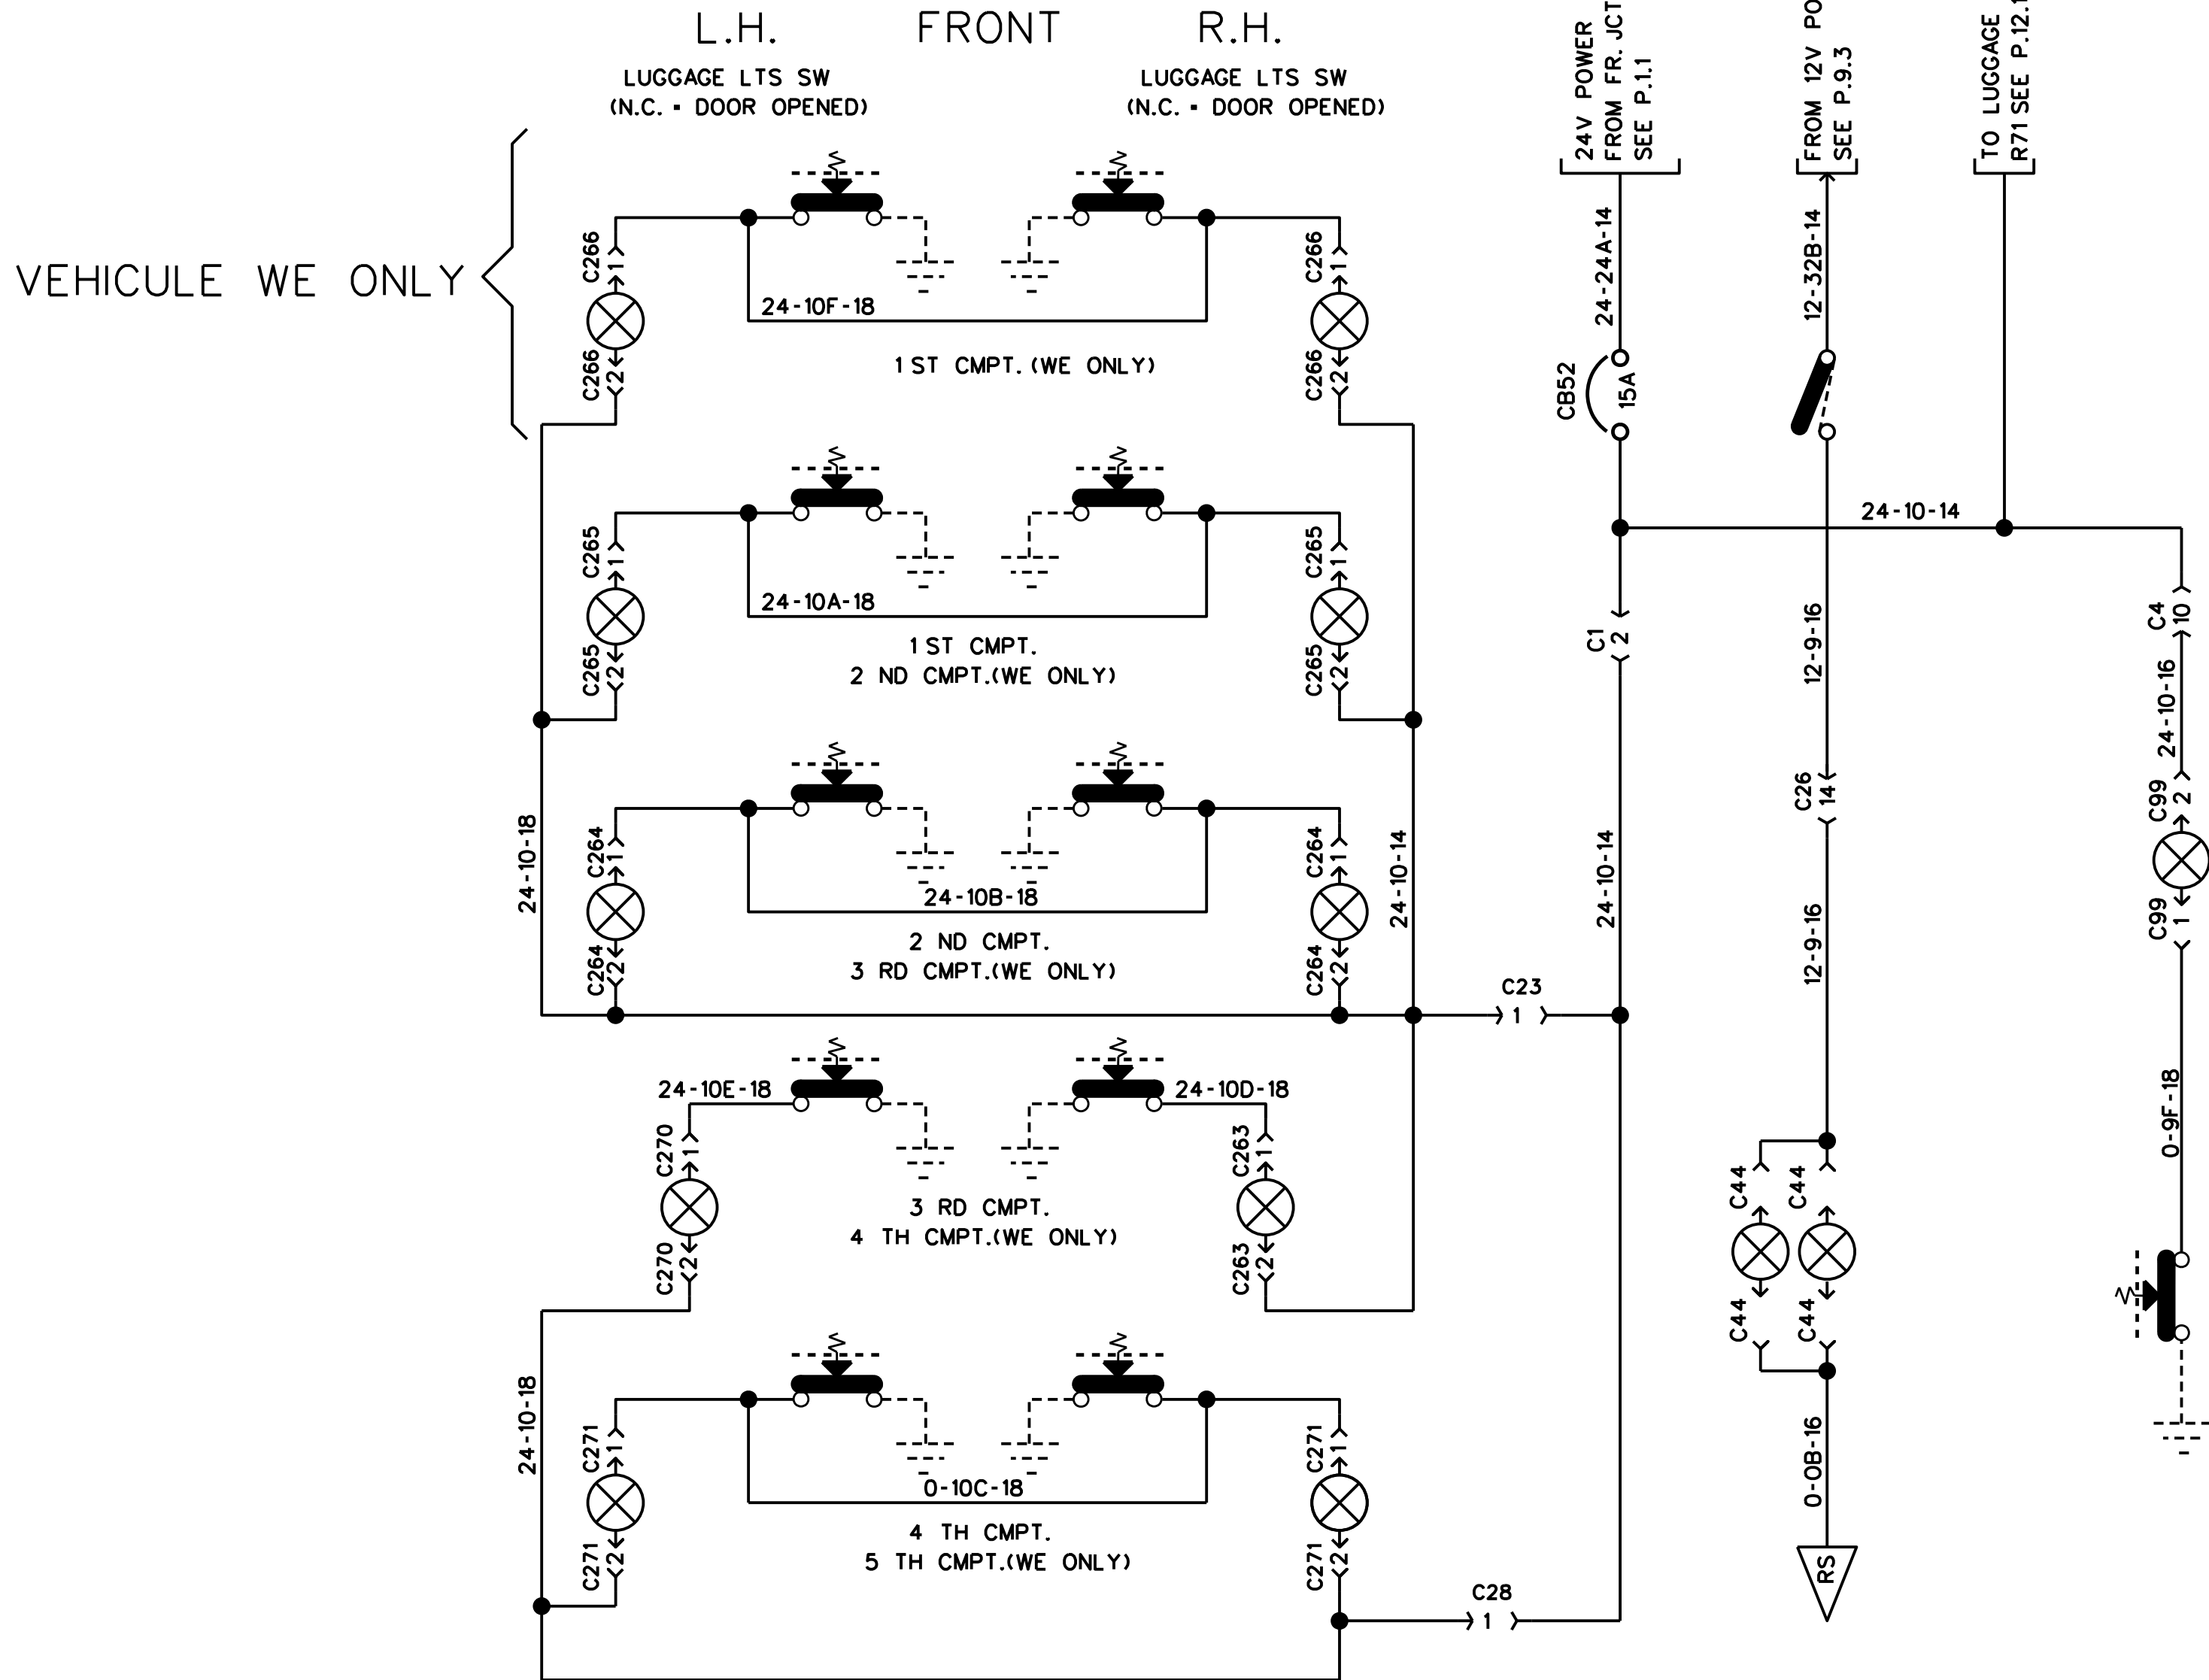 L.H. FRONT R.H.
LUGGAGE LTS SW
(N.C. - DOOR OPENED)
LUGGAGE LTS SW
(N.C. - DOOR OPENED)
VEHICULE WE ONLY
C266 1
C266 2
24-10F-18
1 ST CMPT. (WE ONLY)
C266 1
C266 2
C265 1
C265 2
24-10A-18
1 ST CMPT.
2 ND CMPT.(WE ONLY)
C265 1
C265 2
24-10-18
C264 1
C264 2
24-10B-18
2 ND CMPT.
3 RD CMPT.(WE ONLY)
C264 1
C264 2
24-10-14
C23
1
24-10E-18
24-10D-18
C270 1
C270 2
3 RD CMPT.
4 TH CMPT.(WE ONLY)
C263 1
C263 2
24-10-18
C271 1
C271 2
0-10C-18
4 TH CMPT.
5 TH CMPT.(WE ONLY)
C271 1
C271 2
C28
1
24V POWER
FROM FR. JCT
SEE P.1.1
24-24A-14
CB52
15A
C1
2
24-10-14
FROM 12V PO
SEE P.9.3
12-32B-14
12-9-16
C26
14
12-9-16
C44
C44
C44
C44
0-0B-16
RS
TO LUGGAGE
R71 SEE P.12.1
24-10-14
C4
10
24-10-16
C99
2
C99
1
0-9F-18